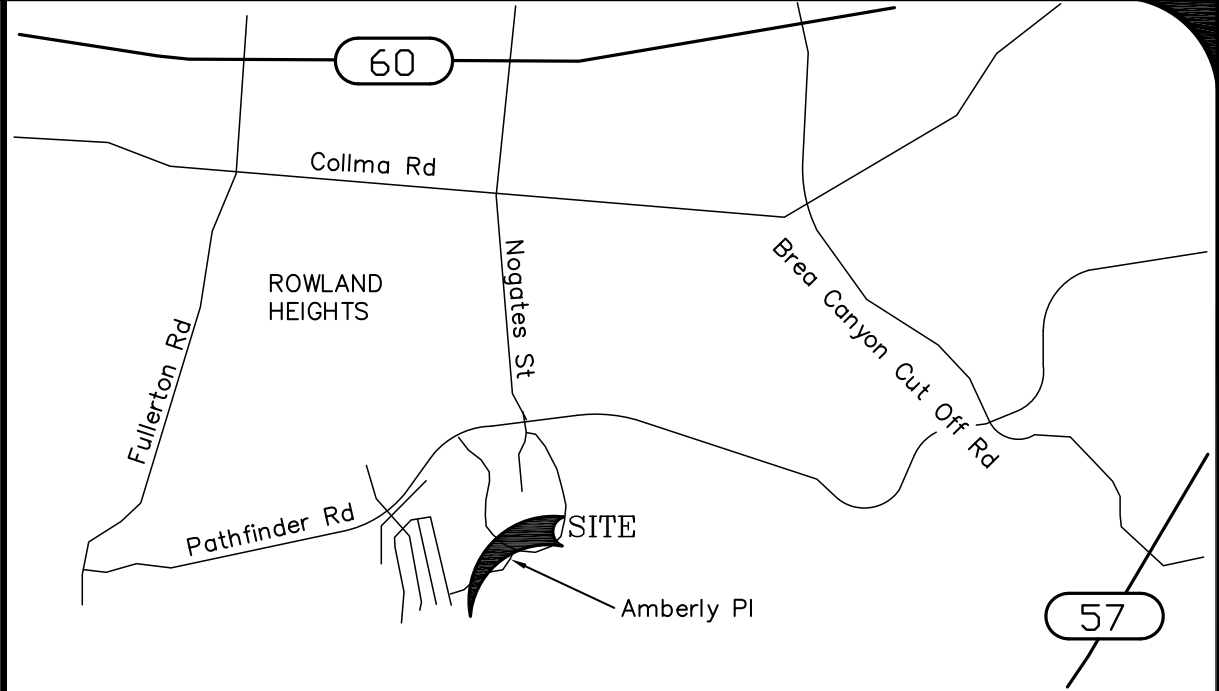 60
Collma Rd
Nogates St
Brea Canyon Cut Off Rd
ROWLAND
HEIGHTS
Fullerton Rd
Pathfinder Rd
SITE
Amberly Pl
57